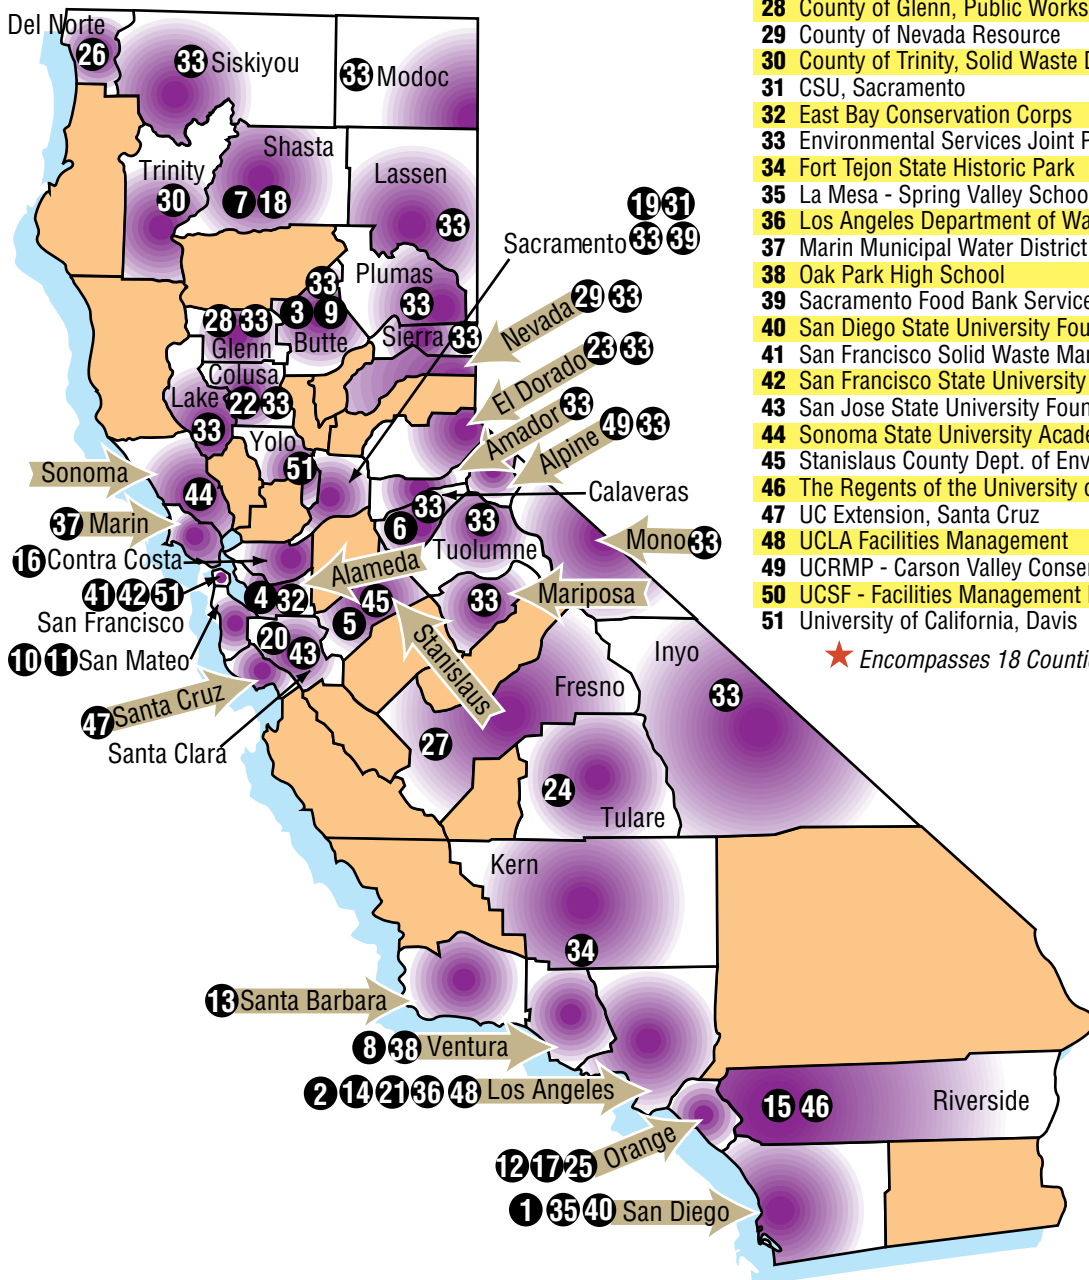 Del Norte
26
33 Siskiyou
33 Modoc
Shasta
7 18
Trinity
30
Lassen
33
19 31
Sacramento 33 39
Plumas
33
33
3 9
Butte
28 33
Glenn
Sierra 33
Nevada 29 33
El Dorado 23 33
Amador 33
Alpine 49 33
Colusa
22 33
Lake
33
Yolo
51
Sonoma
44
37 Marin
16 Contra Costa
41 42 51
San Francisco
10 11 San Mateo
47 Santa Cruz
Santa Clara
4 32
20
43
Alameda
45
5
Stanislaus
6
33
Calaveras
33
Tuolumne
Mono 33
33
Mariposa
Inyo
33
Fresno
27
24
Tulare
Kern
34
13 Santa Barbara
8 38 Ventura
2 14 21 36 48 Los Angeles
15 46
Riverside
12 17 25 Orange
1 35 40 San Diego
28 County of Glenn, Public Works
29 County of Nevada Resource
30 County of Trinity, Solid Waste
31 CSU, Sacramento
32 East Bay Conservation Corps
33 Environmental Services Joint
34 Fort Tejon State Historic Park
35 La Mesa - Spring Valley Schoo
36 Los Angeles Department of Wa
37 Marin Municipal Water District
38 Oak Park High School
39 Sacramento Food Bank Service
40 San Diego State University Fou
41 San Francisco Solid Waste Mar
42 San Francisco State University
43 San Jose State University Foun
44 Sonoma State University Acade
45 Stanislaus County Dept. of Env
46 The Regents of the University
47 UC Extension, Santa Cruz
48 UCLA Facilities Management
49 UCRMP - Carson Valley Conse
50 UCSF - Facilities Management
51 University of California, Davis
★ Encompasses 18 Counti